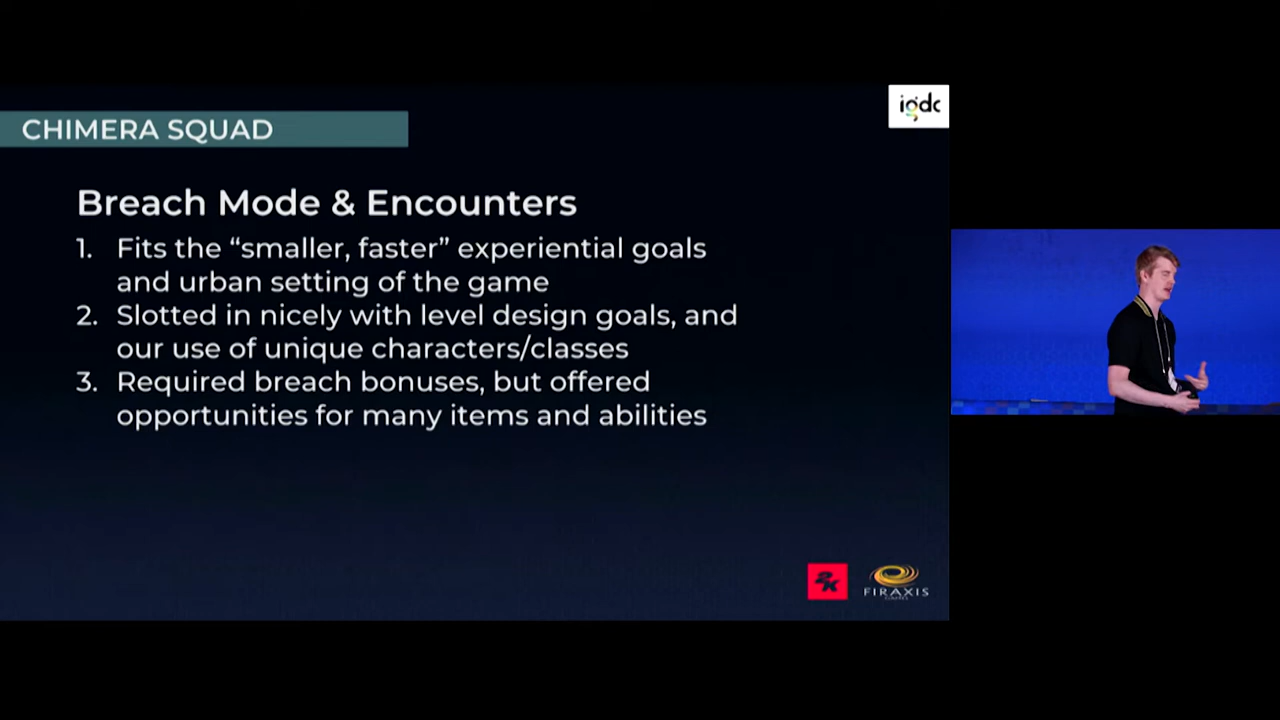 igdc
CHIMERA SQUAD
Breach Mode & Encounters
1. Fits the “smaller, faster” experiential goals
and urban setting of the game
2. Slotted in nicely with level design goals, and
our use of unique characters/classes
3. Required breach bonuses, but offered
opportunities for many items and abilities
2K
FIRAXIS